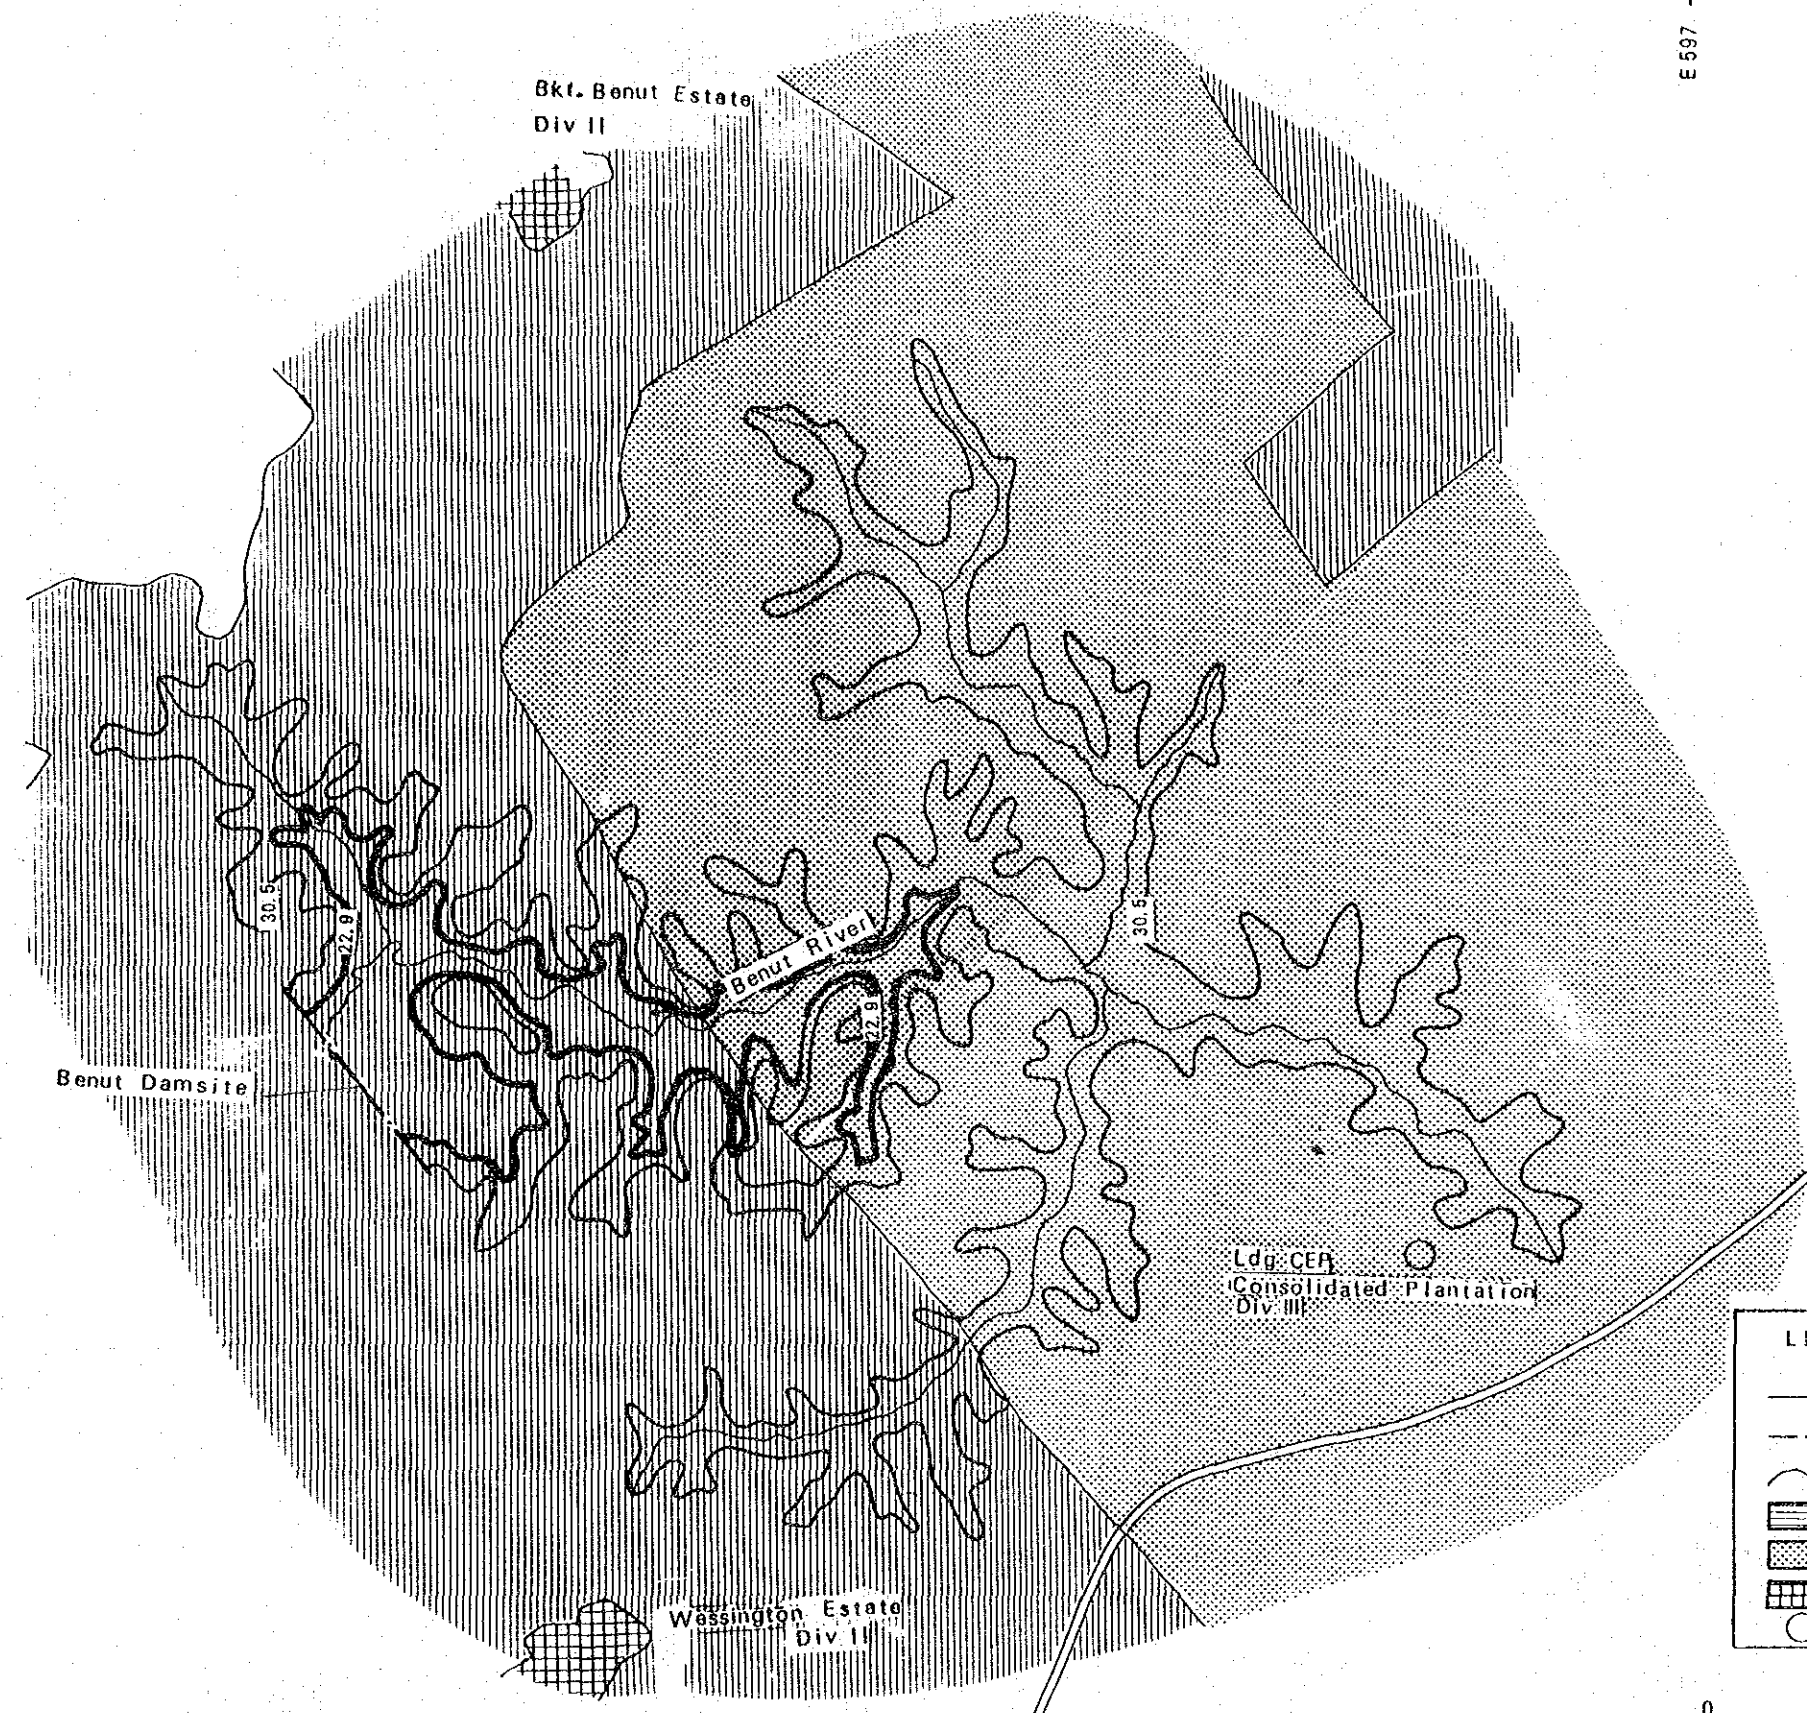 E 597
Bkt. Benut Estate
Div II
30.5
22.9
Benut River
30.5
22.9
Benut Damsite
Ldg CEP
Consolidated Plantation
Div III
Wessington Estate
Div II
0